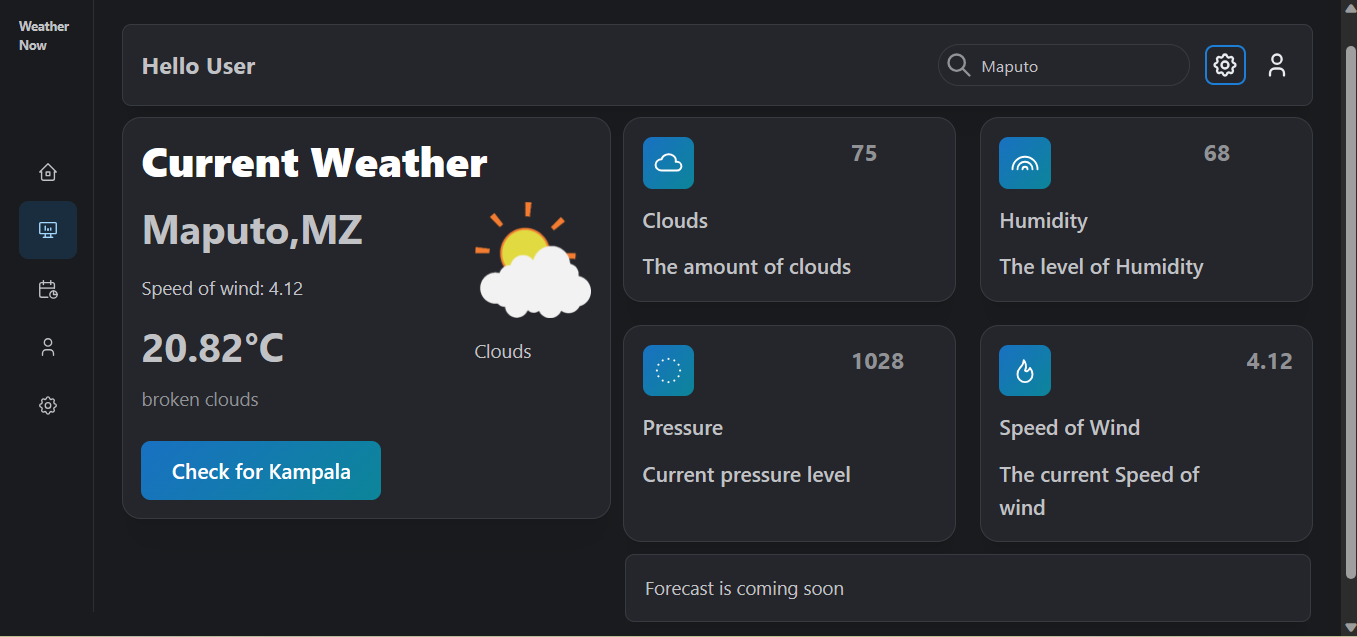 Weather
Now
Hello User
Maputo
Current Weather
Maputo,MZ
Speed of wind: 4.12
20.82°C
Clouds
broken clouds
Check for Kampala
75
Clouds
The amount of clouds
68
Humidity
The level of Humidity
1028
Pressure
Current pressure level
4.12
Speed of Wind
The current Speed of
wind
Forecast is coming soon